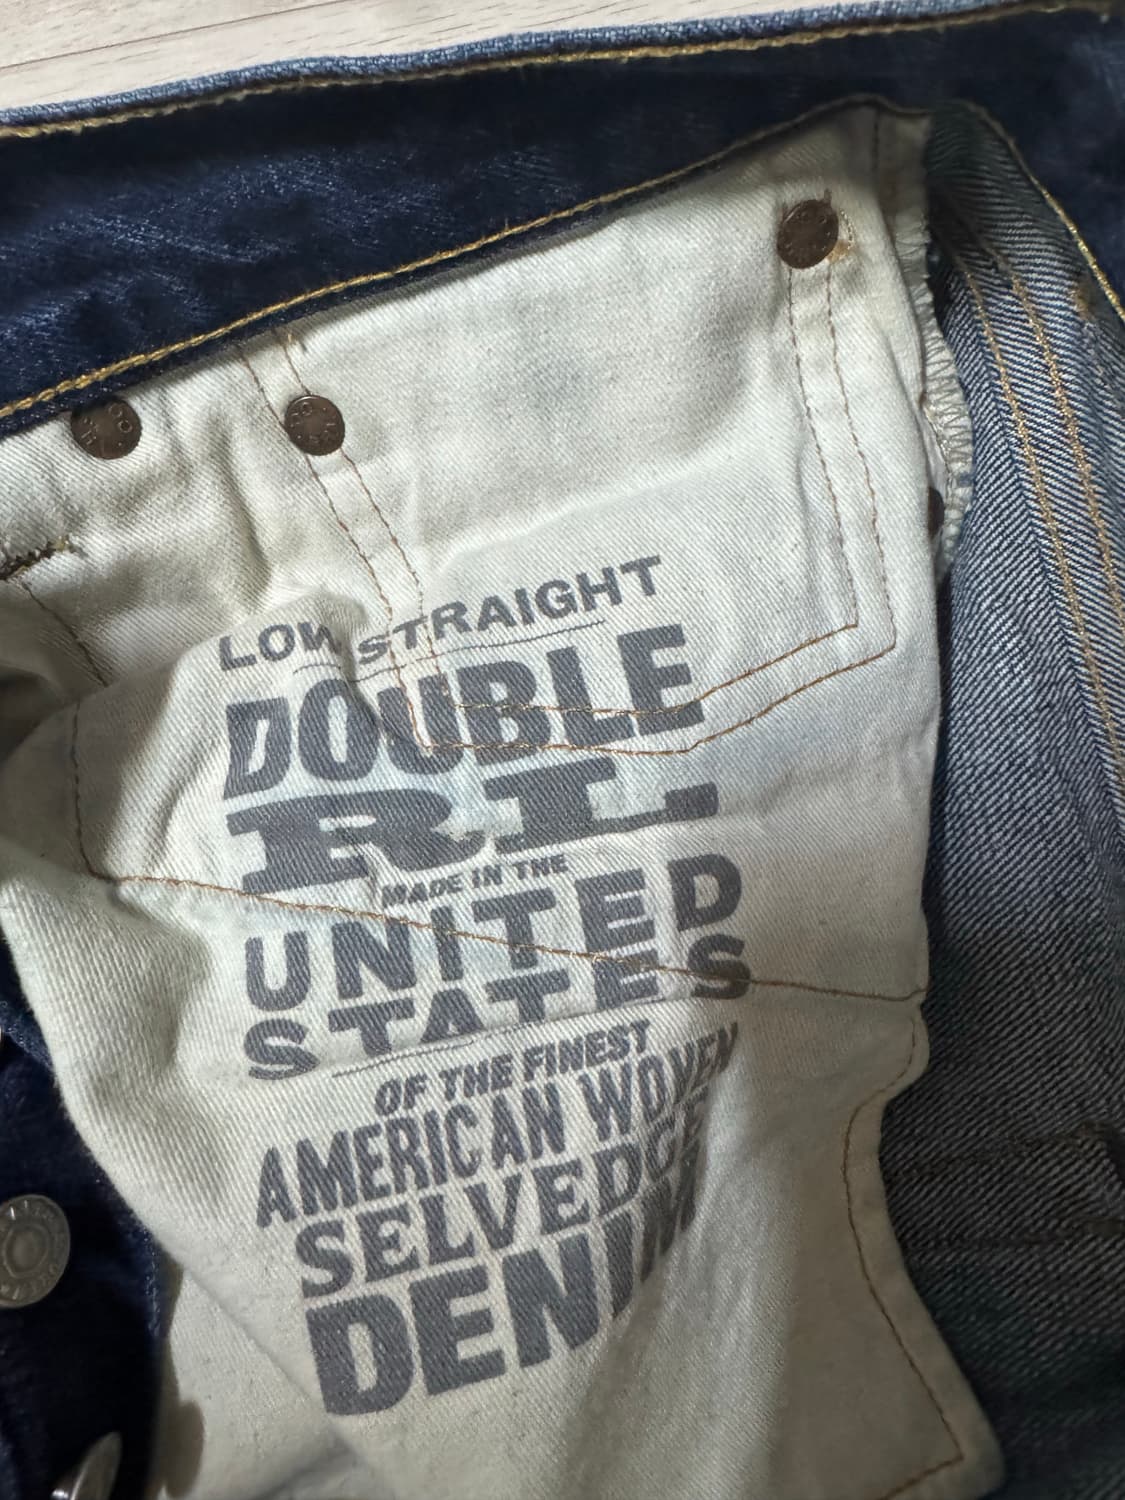 LOW STRAIGHT
DOUBLE
RL
MADE IN THE
UNITED
STATES
OF THE FINEST
AMERICAN WOVEN
SELVEDGE
DENIM